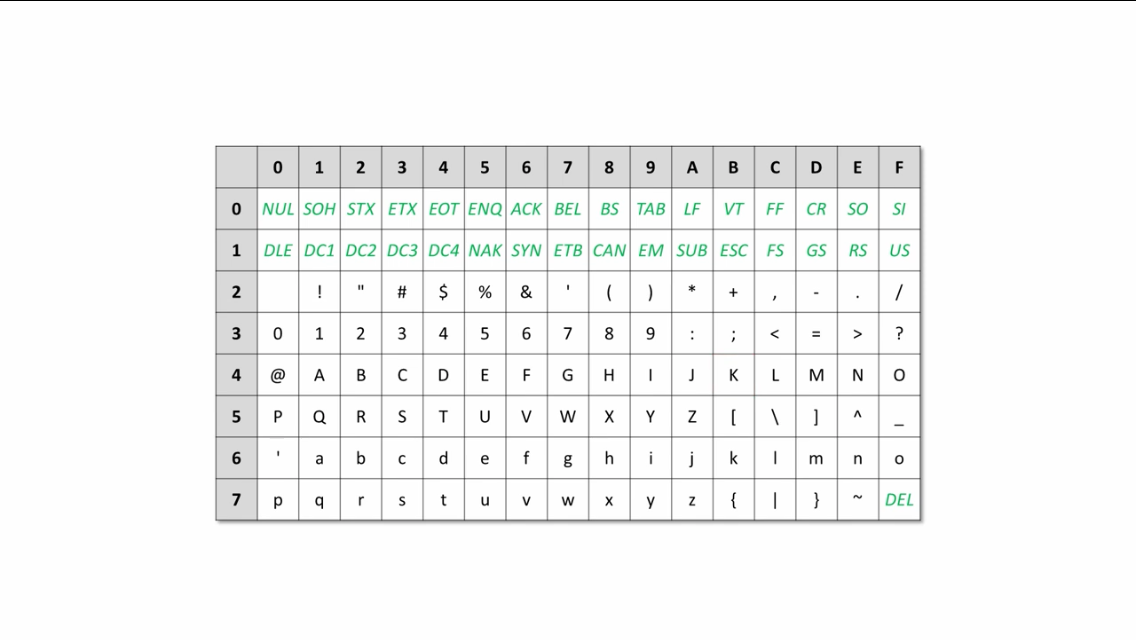 0 1 2 3 4 5 6 7 8 9 A B C D E F
0 NUL SOH STX ETX EOT ENQ ACK BEL BS TAB LF VT FF CR SO SI
1 DLE DC1 DC2 DC3 DC4 NAK SYN ETB CAN EM SUB ESC FS GS RS US
2 ! " # $ % & ' ( ) * + , - . /
3 0 1 2 3 4 5 6 7 8 9 : ; < = > ?
4 @ A B C D E F G H I J K L M N O
5 P Q R S T U V W X Y Z [ \ ] ^ _
6 ' a b c d e f g h i j k l m n o
7 p q r s t u v w x y z { | } ~ DEL